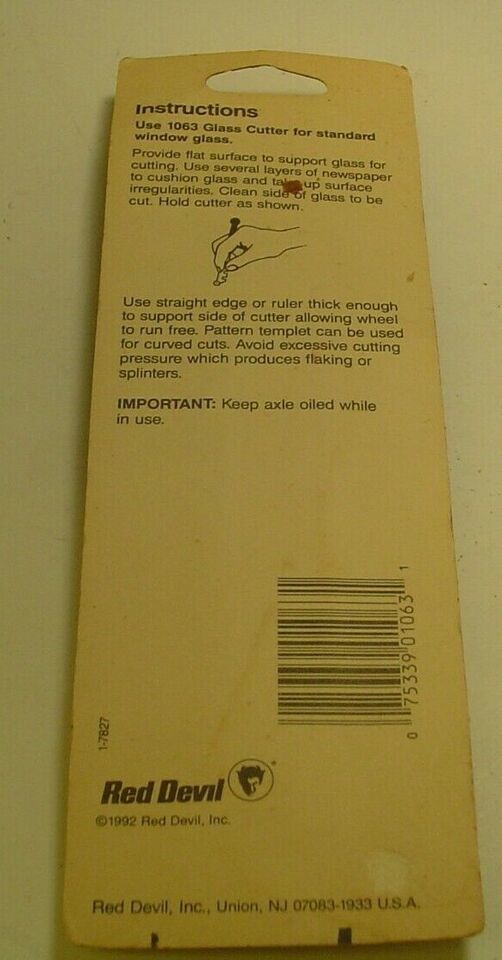 Instructions
Use 1063 Glass Cutter for standard
window glass.
Provide flat surface to support glass for
cutting. Use several layers of newspaper
to cushion glass and take up surface
irregularities. Clean side of glass to be
cut. Hold cutter as shown.
Use straight edge or ruler thick enough
to support side of cutter allowing wheel
to run free. Pattern templet can be used
for curved cuts. Avoid excessive cutting
pressure which produces flaking or
splinters.
IMPORTANT: Keep axle oiled while
in use.
0 75339 01063 1
1-7827
Red Devil
©1992 Red Devil, Inc.
Red Devil, Inc., Union, NJ 07083-1933 U.S.A.